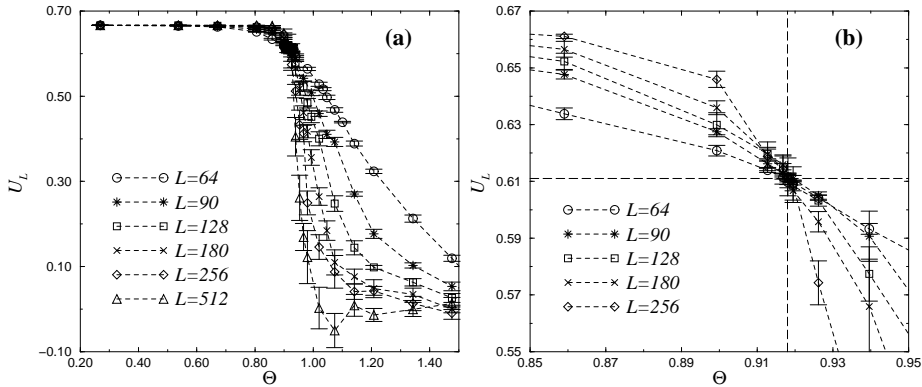 (a)
U_L
0.70
0.50
0.30
0.10
−0.10
L=64
L=90
L=128
L=180
L=256
L=512
0.20 0.40 0.60 0.80 1.00 1.20 1.40
Θ
(b)
U_L
0.67
0.65
0.63
0.61
0.59
0.57
0.55
L=64
L=90
L=128
L=180
L=256
0.85 0.87 0.89 0.91 0.93 0.95
Θ